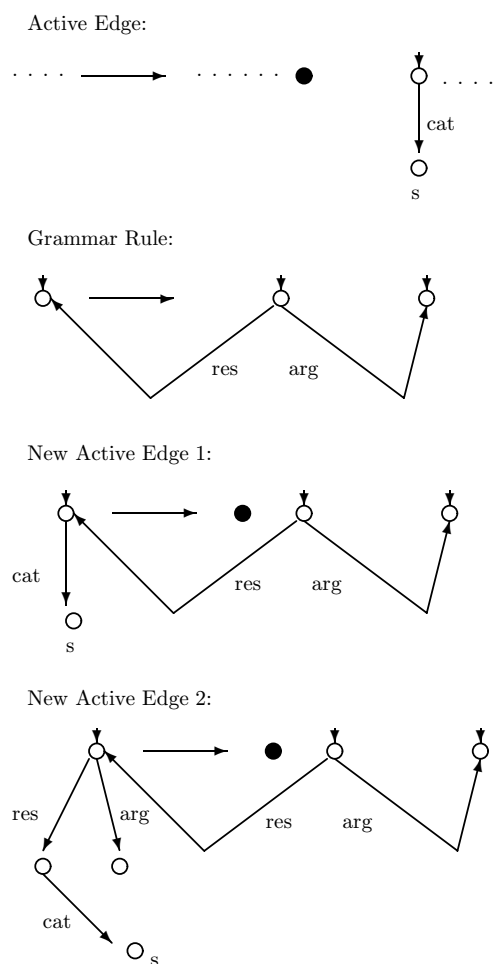 Active Edge:
cat
s
Grammar Rule:
res arg
New Active Edge 1:
cat res arg
s
New Active Edge 2:
res arg res arg
cat
s